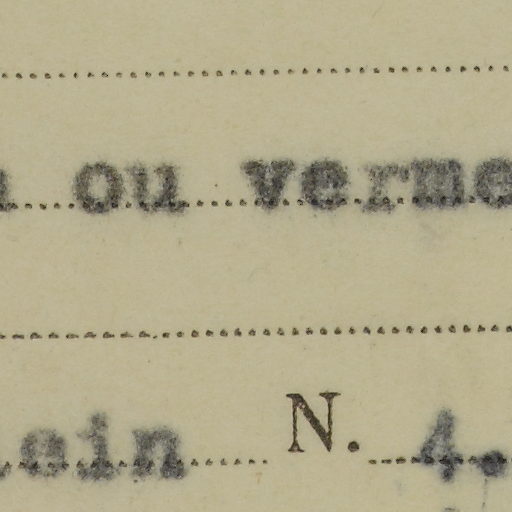 ou verme
ein N. 4.